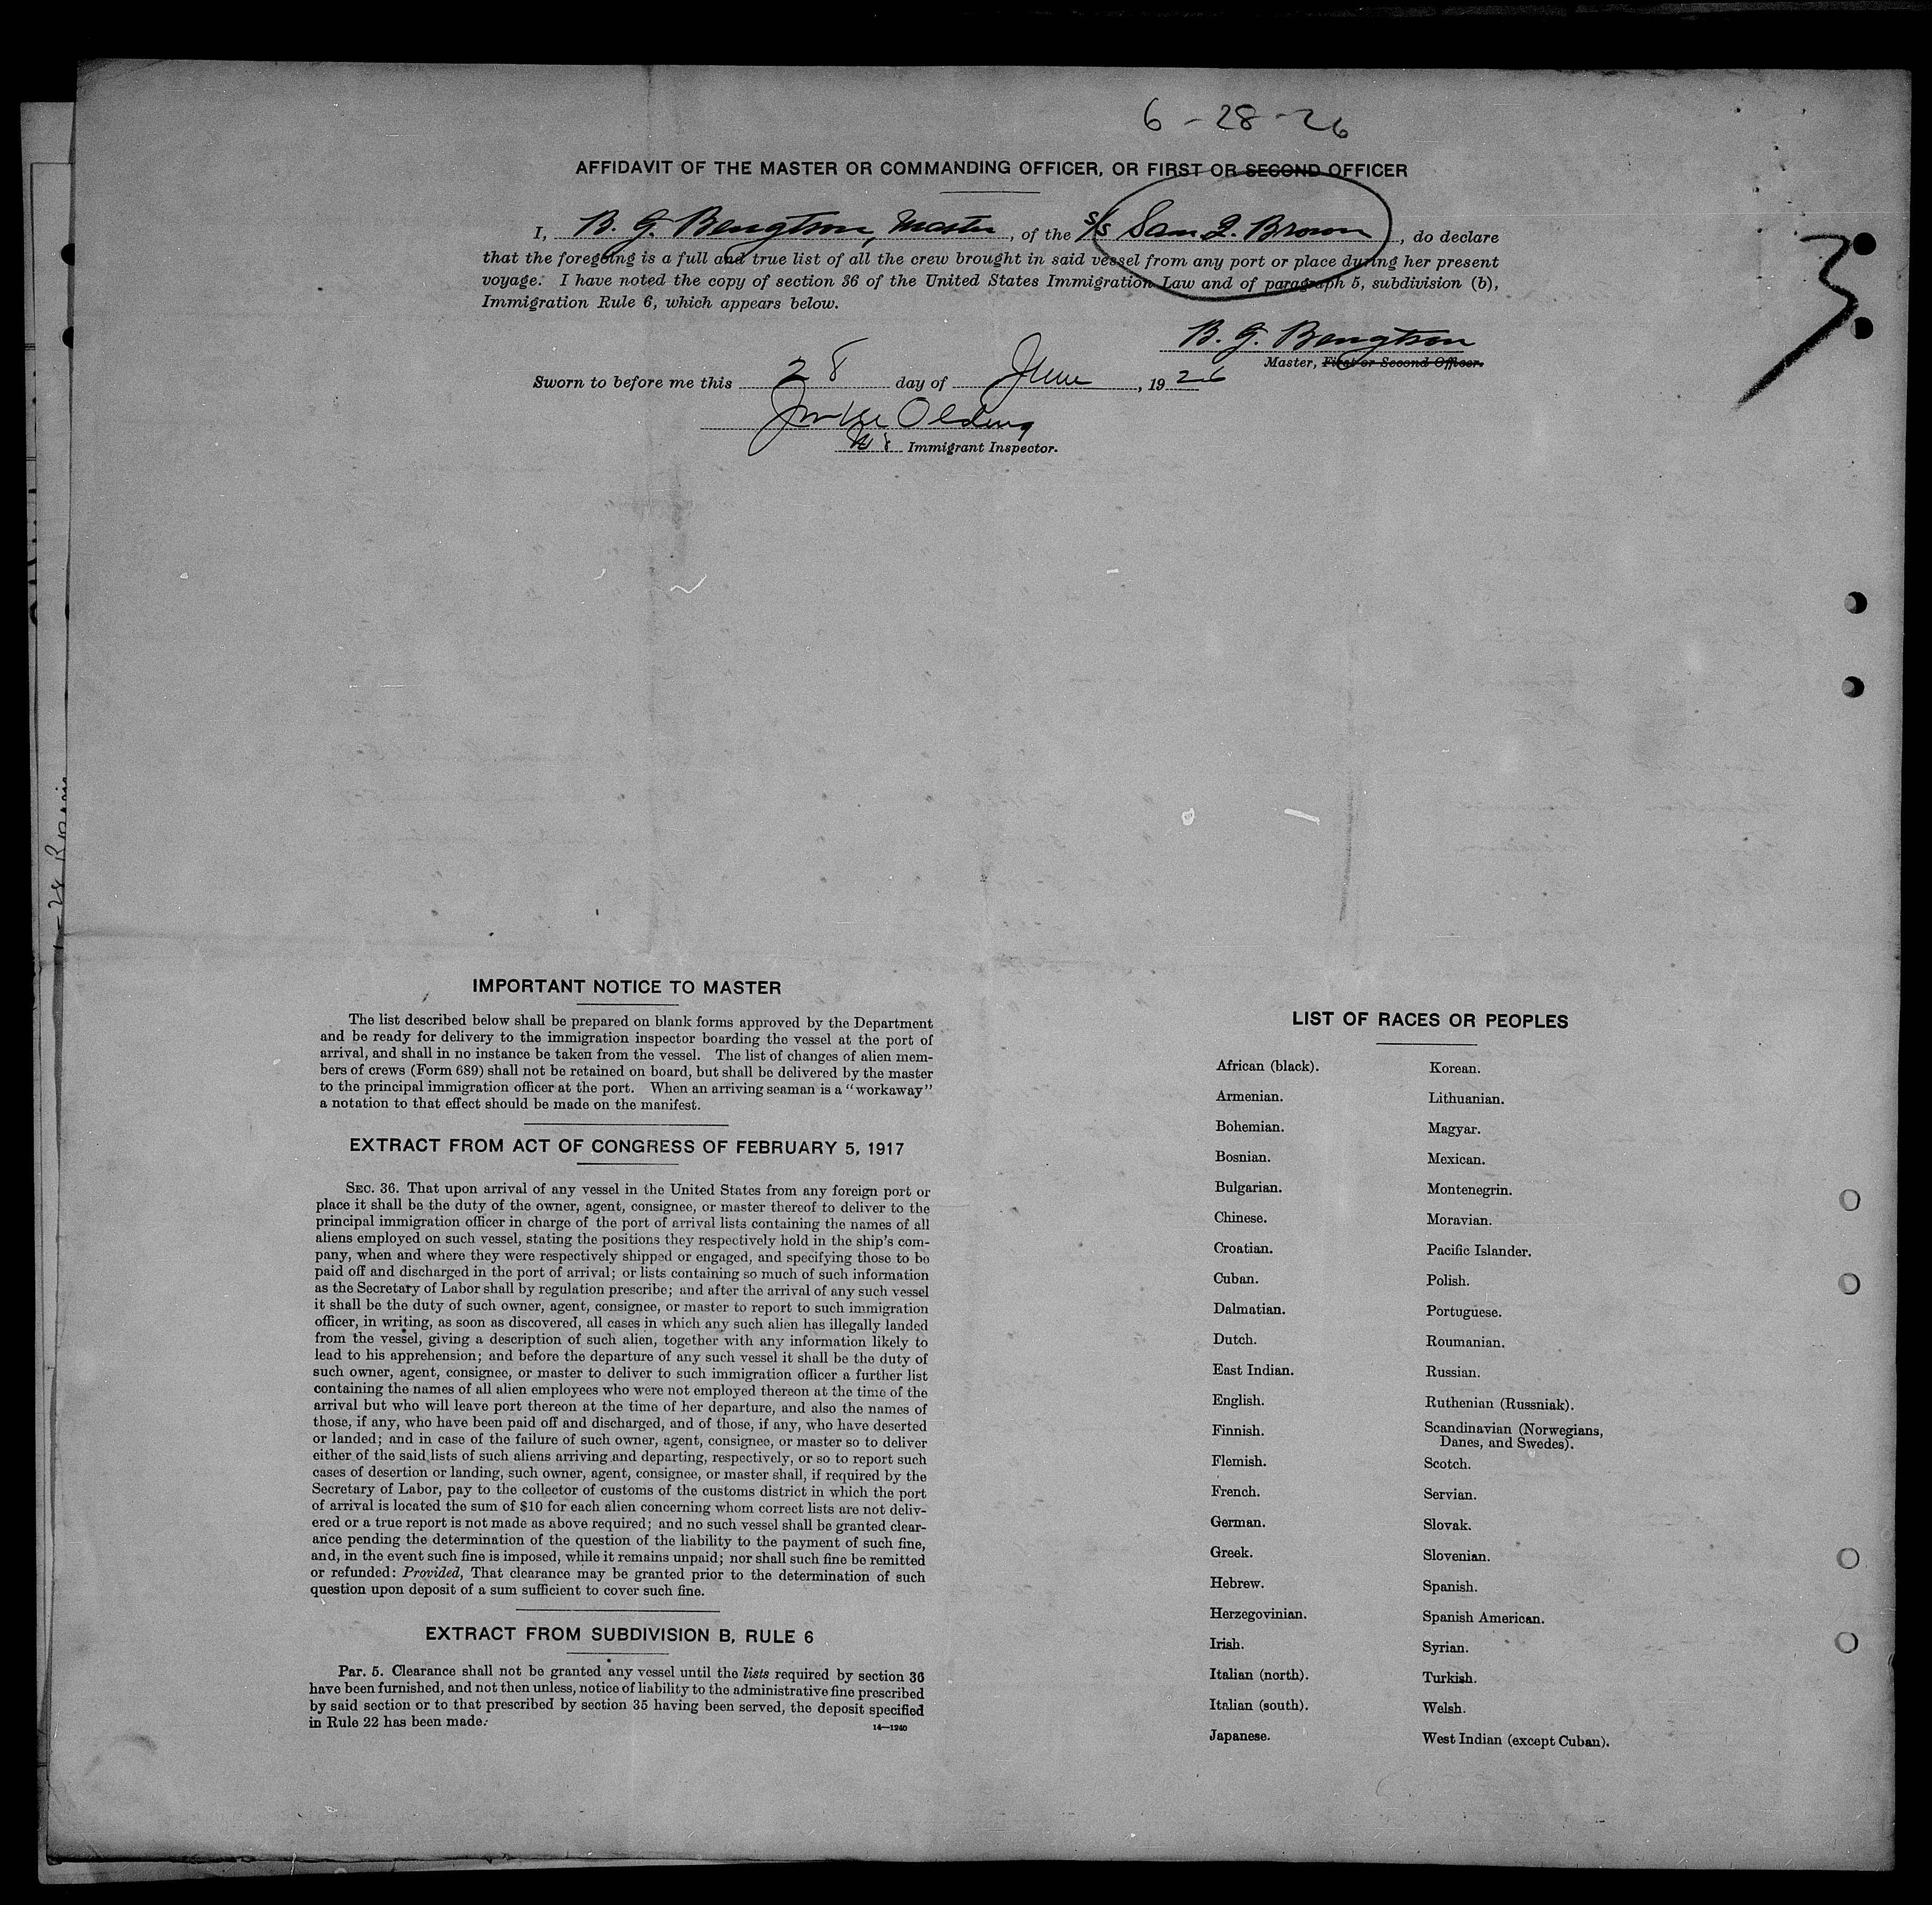 6 - 28 - 26
AFFIDAVIT OF THE MASTER OR COMMANDING OFFICER, OR FIRST OR SECOND OFFICER
I, B. G. Bengtson, Master, of the S/S Sam Q. Brown, do declare
that the foregoing is a full and true list of all the crew brought in said vessel from any port or place during her present
voyage. I have noted the copy of section 36 of the United States Immigration Law and of paragraph 5, subdivision (b),
Immigration Rule 6, which appears below.
B. G. Bengtson
Master, First or Second Officer.
Sworn to before me this 28 day of June, 1926
Olding
Immigrant Inspector.
3
IMPORTANT NOTICE TO MASTER
The list described below shall be prepared on blank forms approved by the Department
and be ready for delivery to the immigration inspector boarding the vessel at the port of
arrival, and shall in no instance be taken from the vessel. The list of changes of alien mem-
bers of crews (Form 689) shall not be retained on board, but shall be delivered by the master
to the principal immigration officer at the port. When an arriving seaman is a "workaway"
a notation to that effect should be made on the manifest.
EXTRACT FROM ACT OF CONGRESS OF FEBRUARY 5, 1917
SEC. 36. That upon arrival of any vessel in the United States from any foreign port or
place it shall be the duty of the owner, agent, consignee, or master thereof to deliver to the
principal immigration officer in charge of the port of arrival lists containing the names of all
aliens employed on such vessel, stating the positions they respectively hold in the ship's com-
pany, when and where they were respectively shipped or engaged, and specifying those to be
paid off and discharged in the port of arrival; or lists containing so much of such information
as the Secretary of Labor shall by regulation prescribe; and after the arrival of any such vessel
it shall be the duty of such owner, agent, consignee, or master to report to such immigration
officer, in writing, as soon as discovered, all cases in which any such alien has illegally landed
from the vessel, giving a description of such alien, together with any information likely to
lead to his apprehension; and before the departure of any such vessel it shall be the duty of
such owner, agent, consignee, or master to deliver to such immigration officer a further list
containing the names of all alien employees who were not employed thereon at the time of the
arrival but who will leave port thereon at the time of her departure, and also the names of
those, if any, who have been paid off and discharged, and of those, if any, who have deserted
or landed; and in case of the failure of such owner, agent, consignee, or master so to deliver
either of the said lists of such aliens arriving and departing, respectively, or so to report such
cases of desertion or landing, such owner, agent, consignee, or master shall, if required by the
Secretary of Labor, pay to the collector of customs of the customs district in which the port
of arrival is located the sum of $10 for each alien concerning whom correct lists are not deliv-
ered or a true report is not made as above required; and no such vessel shall be granted clear-
ance pending the determination of the question of the liability to the payment of such fine,
and, in the event such fine is imposed, while it remains unpaid; nor shall such fine be remitted
or refunded: Provided, That clearance may be granted prior to the determination of such
question upon deposit of a sum sufficient to cover such fine.
EXTRACT FROM SUBDIVISION B, RULE 6
Par. 5. Clearance shall not be granted any vessel until the lists required by section 36
have been furnished, and not then unless, notice of liability to the administrative fine prescribed
by said section or to that prescribed by section 35 having been served, the deposit specified
in Rule 22 has been made.
14—1240
LIST OF RACES OR PEOPLES
African (black).
Armenian.
Bohemian.
Bosnian.
Bulgarian.
Chinese.
Croatian.
Cuban.
Dalmatian.
Dutch.
East Indian.
English.
Finnish.
Flemish.
French.
German.
Greek.
Hebrew.
Herzegovinian.
Irish.
Italian (north).
Italian (south).
Japanese.
Korean.
Lithuanian.
Magyar.
Mexican.
Montenegrin.
Moravian.
Pacific Islander.
Polish.
Portuguese.
Roumanian.
Russian.
Ruthenian (Russniak).
Scandinavian (Norwegians,
Danes, and Swedes).
Scotch.
Servian.
Slovak.
Slovenian.
Spanish.
Spanish American.
Syrian.
Turkish.
Welsh.
West Indian (except Cuban).